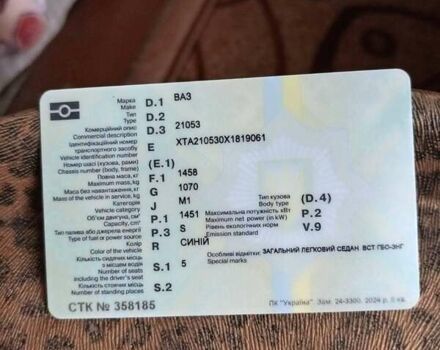 Марка
Make D.1 ВАЗ
Тип
Type D.2
Комерційний опис
Commercial description D.3 21053
Ідентифікаційний номер
транспортного засобу E XTA210530X1819061
Vehicle identification number
Номер шасі (кузова, рами) (E.1)
Chassis number (body, frame)
Повна маса, кг F.1 1458
Maximum mass, kg
Маса без навантаження, кг G 1070
Mass of the vehicle in service, kg
Категорія J M1 Тип кузова (D.4)
Vehicle category Body type
Об'єм двигуна, см³ P.1 1451 Максимальна потужність кВт P.2
Capacity, cm³ Maximum net power (in kW)
Тип палива або джерела енергії P.3 S Рівень екологічних норм V.9
Type of fuel or power source Emission standard
Колір R СИНІЙ
Color of the vehicle
Кількість сидячих місць
з місцем водія S.1 5 Особливі відмітки: ЗАГАЛЬНИЙ ЛЕГКОВИЙ СЕДАН. ВСТ ГБО-ЗНГ
Number of seats Special marks
including the driver's seat
Кількість стоячих місць S.2
Number of standing places
СТК № 358185 ПК "Україна". Зам. 24-3300. 2024 р. II кв.